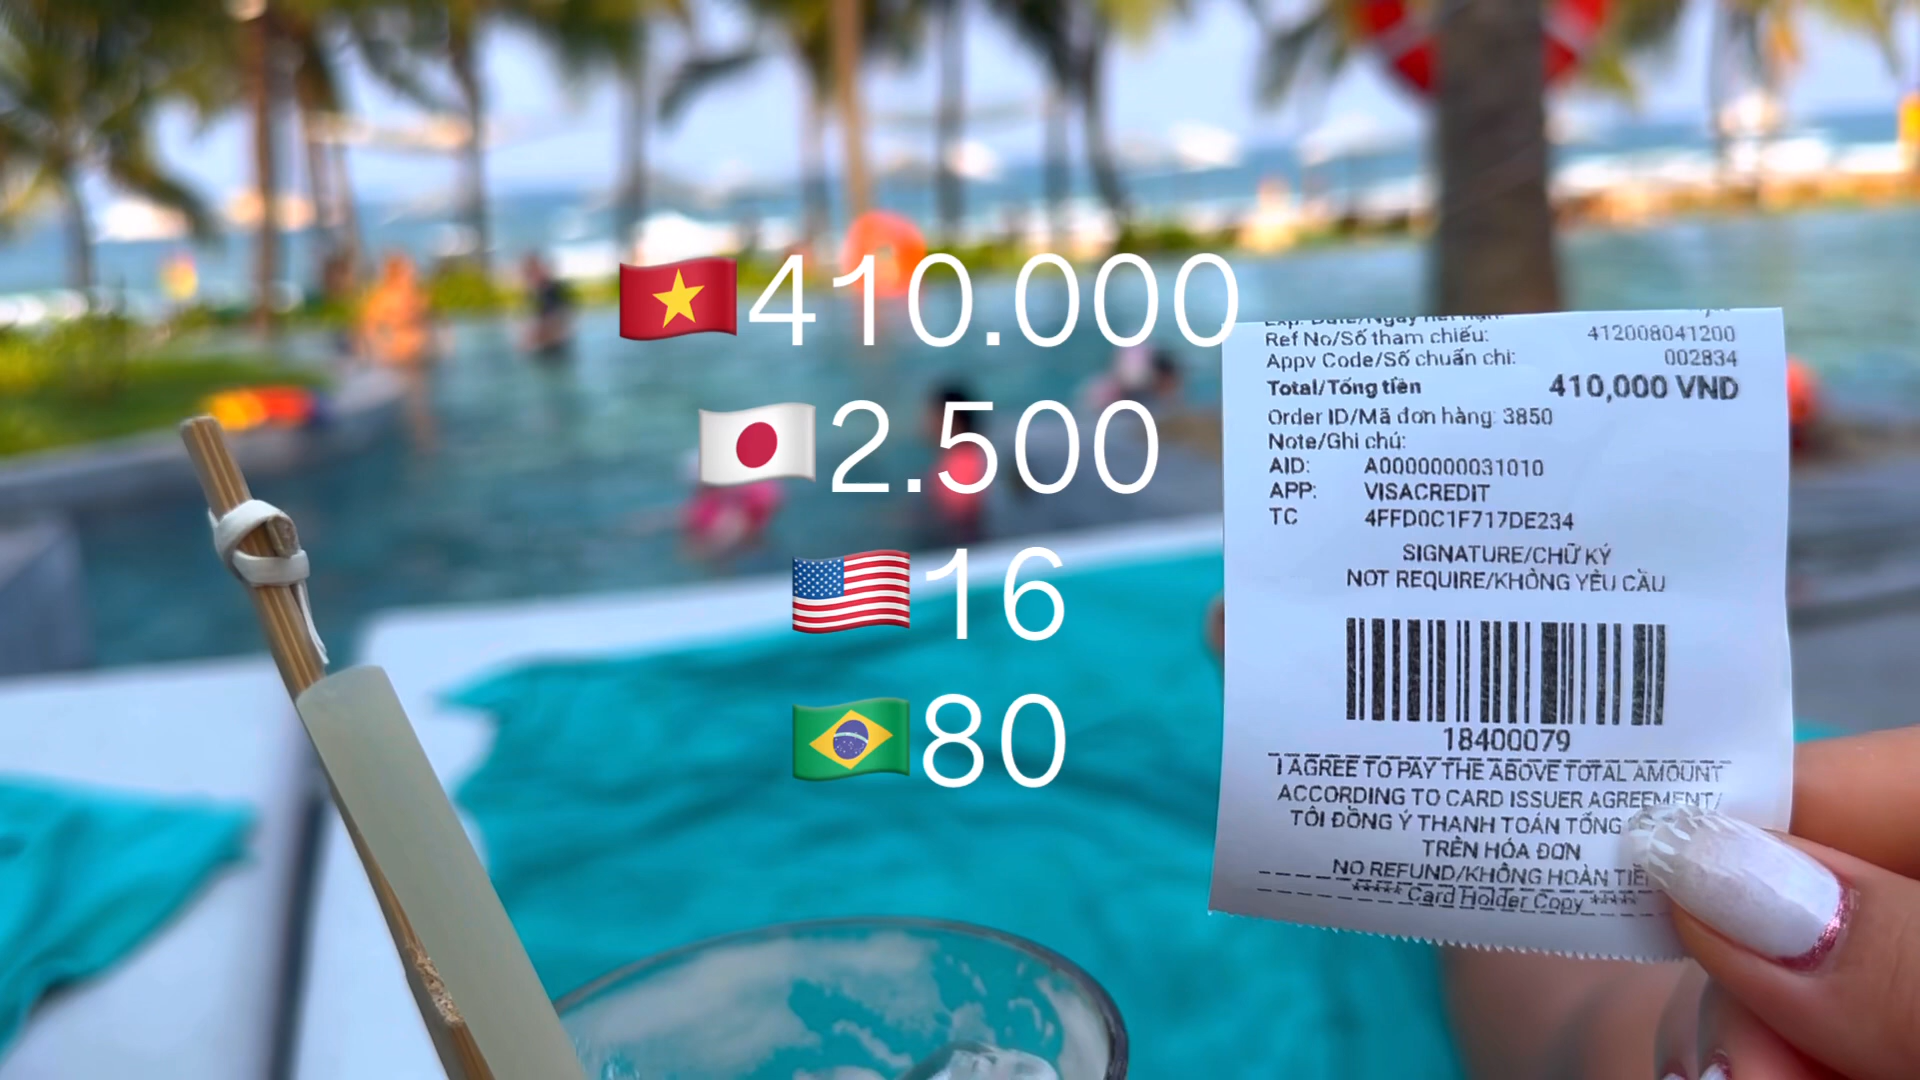 🇻🇳410.000
🇯🇵2.500
🇺🇸16
🇧🇷80
Ref No/Số tham chiếu: 412008041200
Appv Code/Số chuẩn chi: 002834
Total/Tổng tiền 410,000 VND
Order ID/Mã đơn hàng: 3850
Note/Ghi chú:
AID: A0000000031010
APP: VISACREDIT
TC 4FFD0C1F717DE234
SIGNATURE/CHỮ KÝ
NOT REQUIRE/KHÔNG YÊU CẦU
18400079
I AGREE TO PAY THE ABOVE TOTAL AMOUNT
ACCORDING TO CARD ISSUER AGREEMENT/
TÔI ĐỒNG Ý THANH TOÁN TỔNG
TRÊN HÓA ĐƠN
NO REFUND/KHÔNG HOÀN
***** Card Holder Copy ****